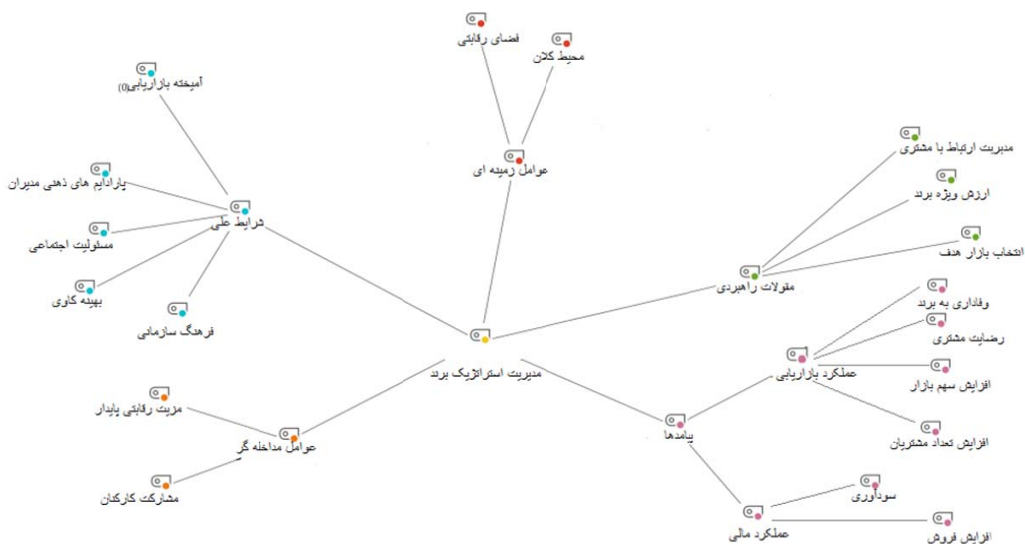 فضای رقابتی
محیط کلان
عوامل زمینه ای
آمیخته بازاریابی(0)
پارادایم های ذهنی مدیران
شرایط علی
مسئولیت اجتماعی
بهینه کاوی
فرهنگ سازمانی
مدیریت ارتباط با مشتری
ارزش ویژه برند
انتخاب بازار هدف
مقولات راهبردی
مدیریت استراتژیک برند
وفاداری به برند
رضایت مشتری
عملکرد بازاریابی
افزایش سهم بازار
افزایش تعداد مشتریان
پیامدها
مزیت رقابتی پایدار
عوامل مداخله گر
مشارکت کارکنان
سودآوری
عملکرد مالی
افزایش فروش